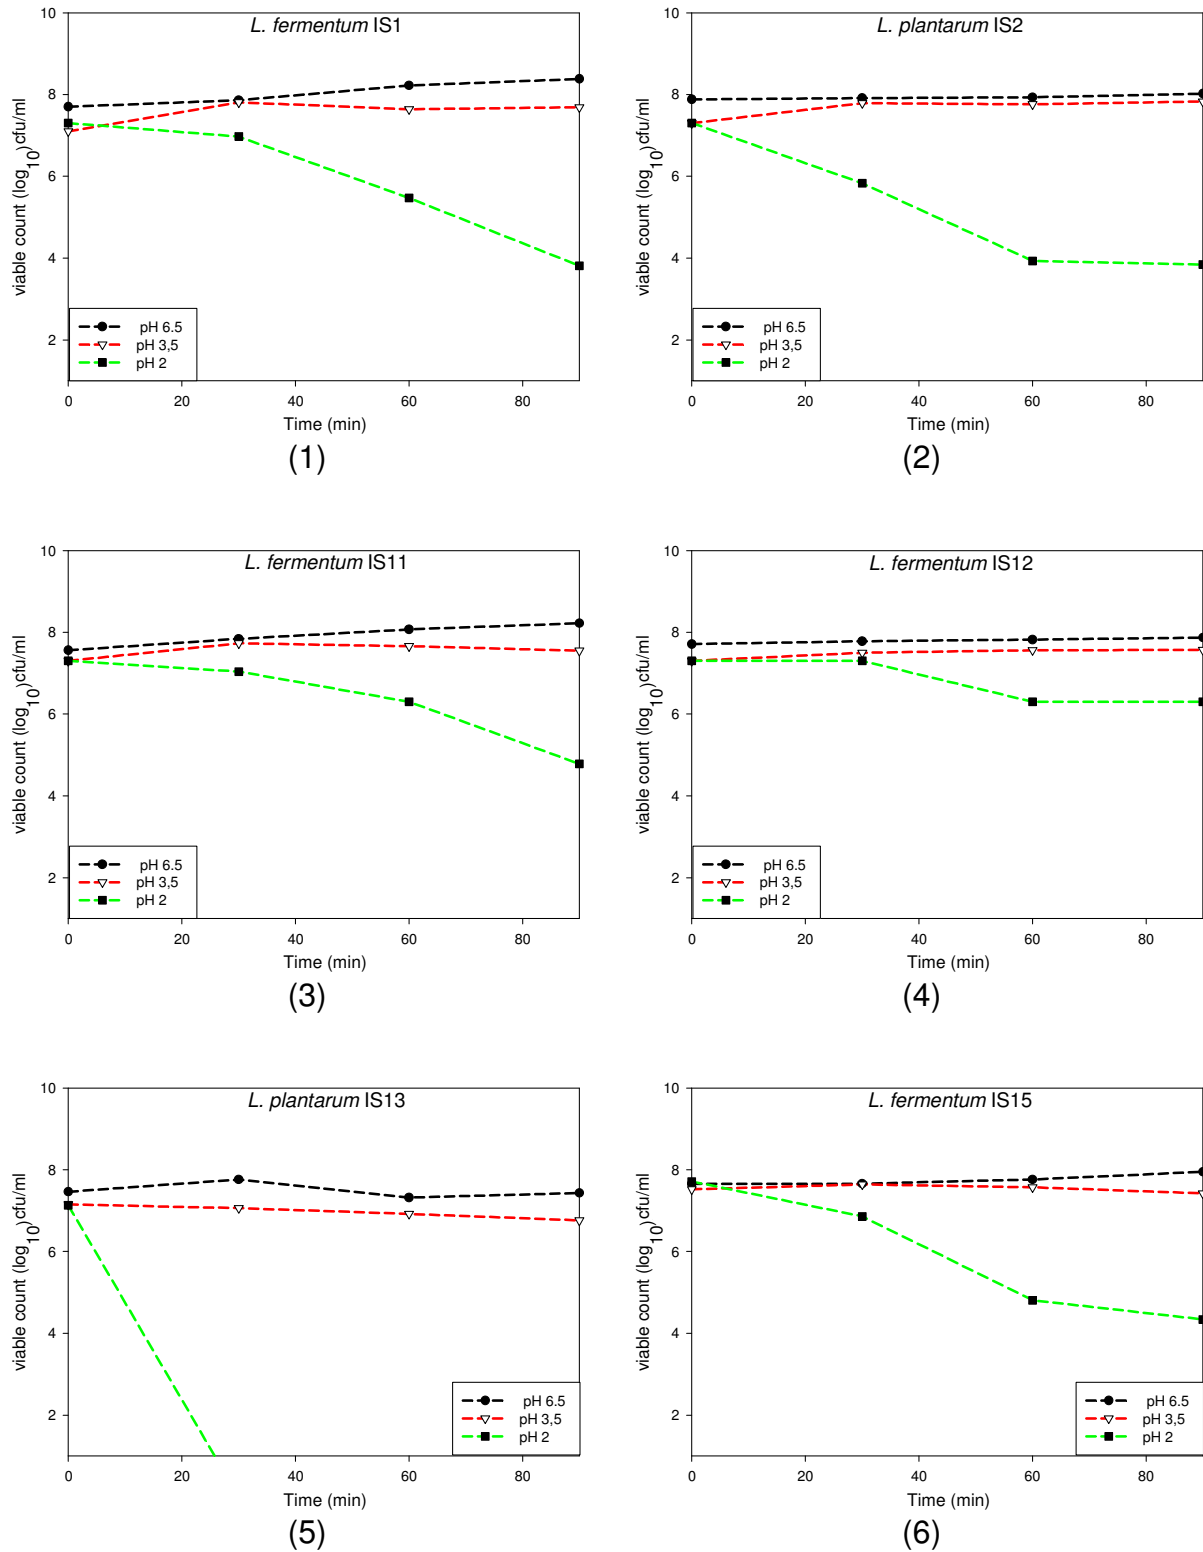 L. fermentum IS1
10
8
6
4
2
viable count (log10)cfu/ml
pH 6.5
pH 3,5
pH 2
0 20 40 60 80
Time (min)
(1)
L. plantarum IS2
10
8
6
4
2
viable count (log10)cfu/ml
pH 6.5
pH 3,5
pH 2
0 20 40 60 80
Time (min)
(2)
L. fermentum IS11
10
8
6
4
2
viable count (log10)cfu/ml
pH 6.5
pH 3,5
pH 2
0 20 40 60 80
Time (min)
(3)
L. fermentum IS12
10
8
6
4
2
viable count (log10)cfu/ml
pH 6.5
pH 3,5
pH 2
0 20 40 60 80
Time (min)
(4)
L. plantarum IS13
10
8
6
4
2
viable count (log10)cfu/ml
pH 6.5
pH 3,5
pH 2
0 20 40 60 80
Time (min)
(5)
L. fermentum IS15
10
8
6
4
2
viable count (log10)cfu/ml
pH 6.5
pH 3,5
pH 2
0 20 40 60 80
Time (min)
(6)